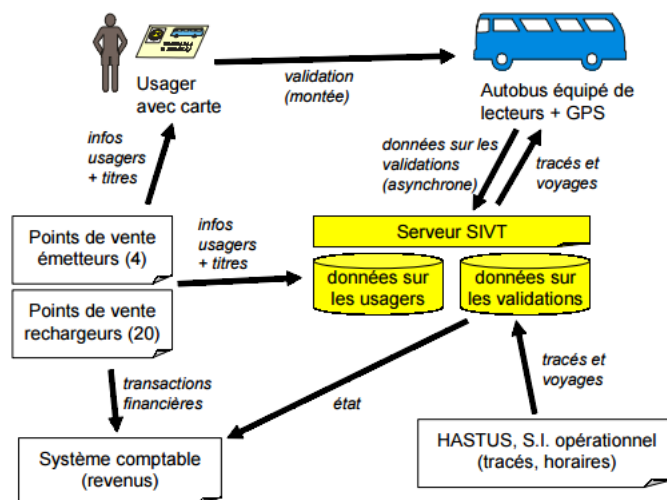 Usager
avec carte
validation
(montée)
Autobus équipé de
lecteurs + GPS
infos
usagers
+ titres
données sur les
validations
(asynchrone)
tracés et
voyages
Points de vente
émetteurs (4)
infos
usagers
+ titres
Serveur SIVT
données sur
les usagers
données sur
les validations
Points de vente
rechargeurs (20)
transactions
financières
état
tracés et
voyages
Système comptable
(revenus)
HASTUS, S.I. opérationnel
(tracés, horaires)